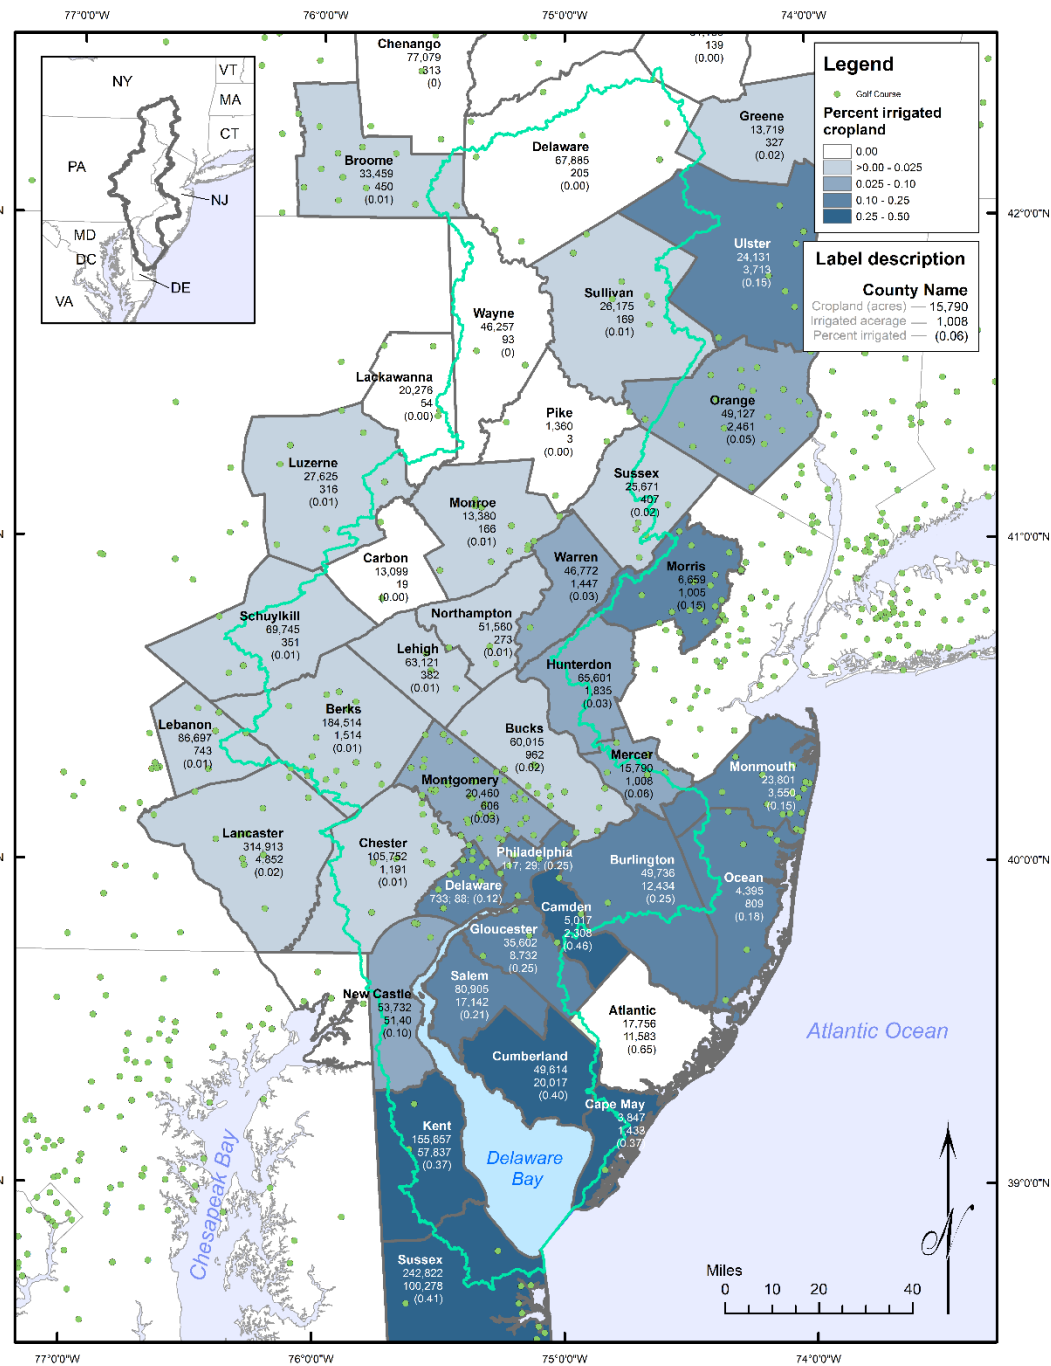 77°0'0"W
76°0'0"W
75°0'0"W
74°0'0"W
NY
VT
MA
CT
PA
NJ
MD
DC
DE
VA
Chenango
77,079
313
(0)
139
(0.00)
Legend
Golf Course
Percent irrigated
cropland
0.00
>0.00 - 0.025
0.025 - 0.10
0.10 - 0.25
0.25 - 0.50
Greene
13,719
327
(0.02)
Delaware
67,885
205
(0.00)
Broome
33,459
450
(0.01)
42°0'0"N
Ulster
24,131
3,713
(0.15)
Label description
County Name
Cropland (acres) — 15,790
Irrigated acerage — 1,008
Percent irrigated — (0.06)
Sullivan
26,175
169
(0.01)
Wayne
46,257
93
(0)
Lackawanna
20,276
54
(0.00)
Orange
49,127
2,461
(0.05)
Pike
1,360
3
(0.00)
Luzerne
27,625
316
(0.01)
Sussex
25,671
407
(0.02)
Monroe
13,380
166
(0.01)
41°0'0"N
Carbon
13,099
19
(0.00)
Warren
46,772
1,447
(0.03)
Morris
6,659
1,005
(0.15)
Northampton
51,560
273
(0.01)
Schuylkill
69,745
351
(0.01)
Lehigh
63,121
382
(0.01)
Hunterdon
65,601
1,835
(0.03)
Berks
184,514
1,514
(0.01)
Lebanon
86,697
743
(0.01)
Bucks
60,015
962
(0.02)
Mercer
15,790
1,008
(0.06)
Monmouth
23,801
3,550
(0.15)
Montgomery
20,460
606
(0.03)
Lancaster
314,913
4,652
(0.02)
Chester
105,752
1,191
(0.01)
Philadelphia
117; 29; (0.25)
Burlington
49,736
12,434
(0.25)
40°0'0"N
Delaware
733; 88; (0.12)
Ocean
4,395
809
(0.18)
Camden
5,017
2,308
(0.46)
Gloucester
35,602
8,732
(0.25)
Salem
80,905
17,142
(0.21)
New Castle
53,732
51,40
(0.10)
Atlantic
17,756
11,583
(0.65)
Atlantic Ocean
Cumberland
49,614
20,017
(0.40)
Cape May
3,847
1,433
(0.37)
Kent
155,657
57,837
(0.37)
Delaware
Bay
Chesapeak Bay
39°0'0"N
Sussex
242,822
100,278
(0.41)
N
Miles
0 10 20 40
77°0'0"W
76°0'0"W
75°0'0"W
74°0'0"W